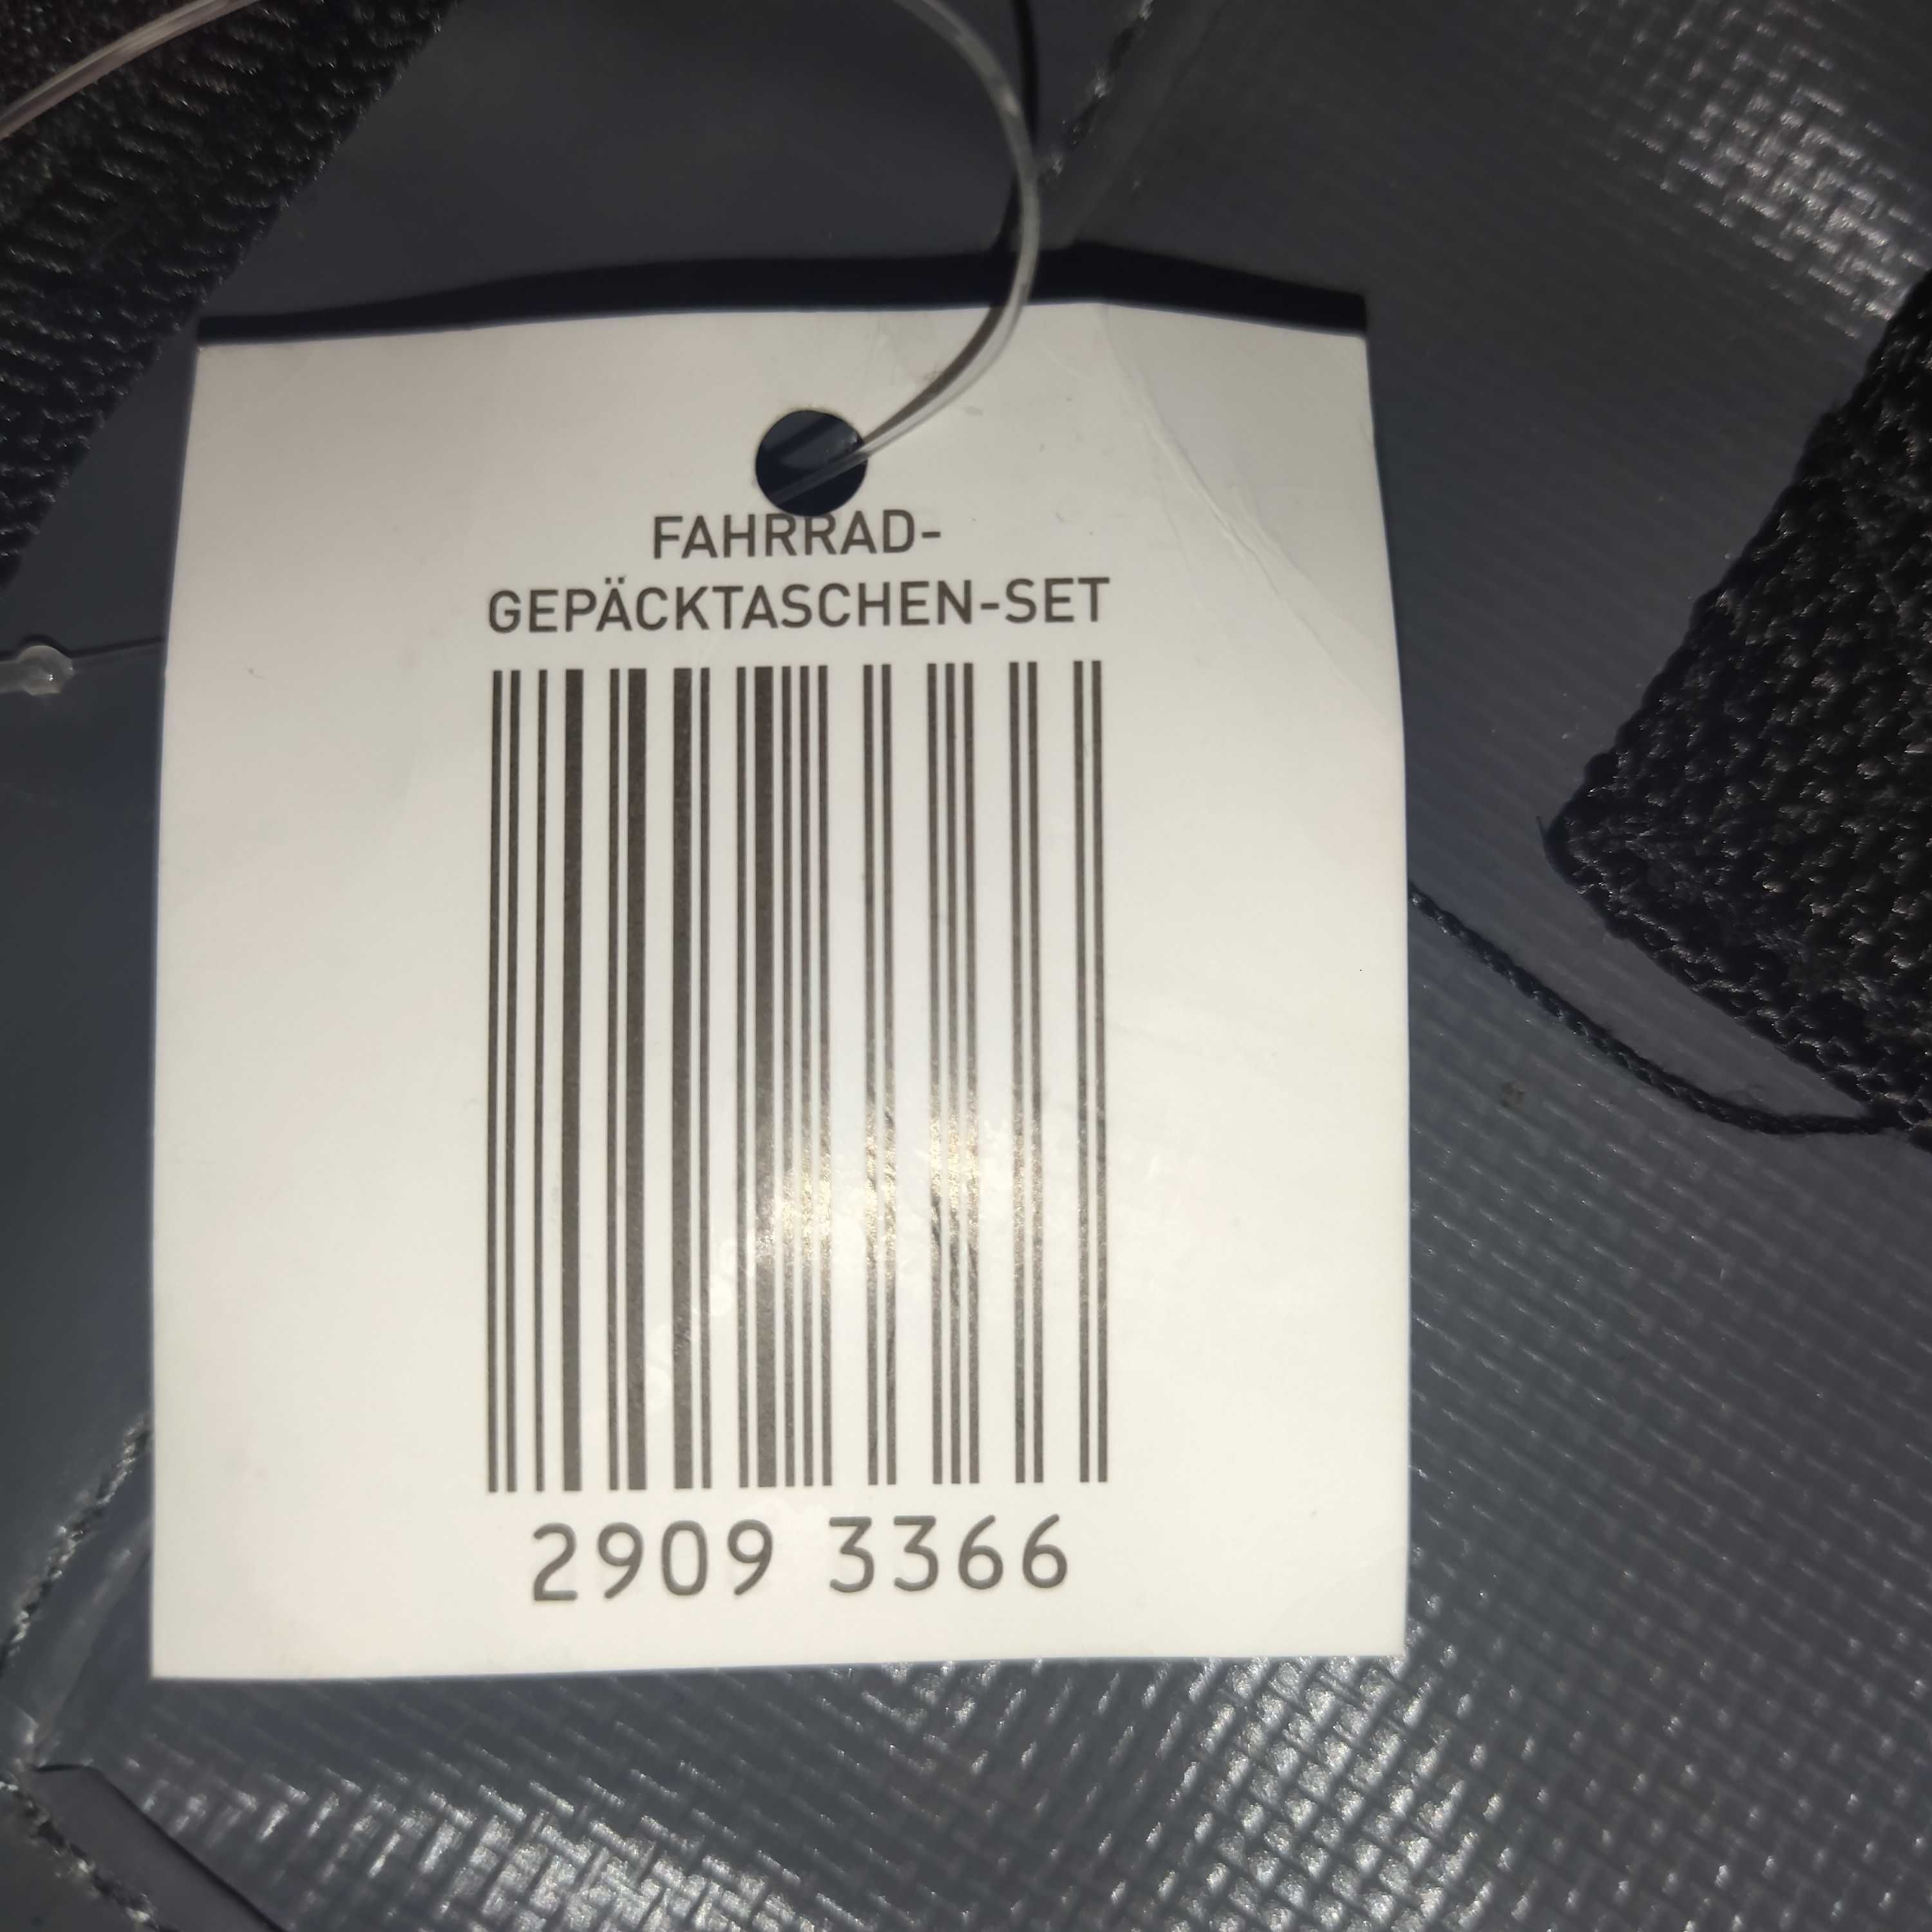 FAHRRAD-
GEPÄCKTASCHEN-SET
2909 3366